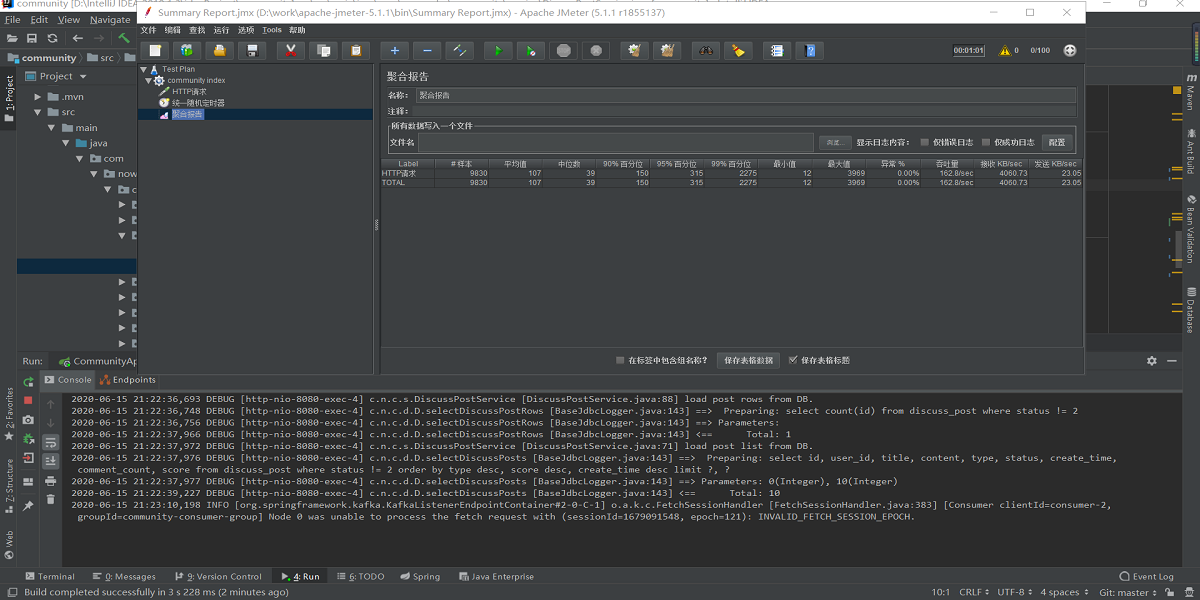 Summary Report.jmx (D:\work\apache-jmeter-5.1.1\bin\Summary Report.jmx) - Apache JMeter (5.1.1 r1855137)
File Edit View Navigate
文件 编辑 查找 运行 选项 Tools 帮助
00:01:01 0 0/100
community src
Project
.mvn
src
main
java
com
now
c
Test Plan
community index
HTTP请求
统一随机定时器
聚合报告
聚合报告
名称: 聚合报告
注释:
所有数据写入一个文件
文件名 显示日志内容: 仅错误日志 仅成功日志 配置
Label # 样本 平均值 中位数 90% 百分位 95% 百分位 99% 百分位 最小值 最大值 异常 % 吞吐量 接收 KB/sec 发送 KB/sec
HTTP请求 9830 107 39 150 315 2275 12 3969 0.00% 162.8/sec 4060.73 23.05
TOTAL 9830 107 39 150 315 2275 12 3969 0.00% 162.8/sec 4060.73 23.05
在标签中包含组名称? 保存表格数据 保存表格标题
1: Project
Maven
Ant Build
Bean Validation
Database
Run: CommunityAp
Console Endpoints
2020-06-15 21:22:36,693 DEBUG [http-nio-8080-exec-4] c.n.c.s.DiscussPostService [DiscussPostService.java:88] load post rows from DB.
2020-06-15 21:22:36,748 DEBUG [http-nio-8080-exec-4] c.n.c.d.D.selectDiscussPostRows [BaseJdbcLogger.java:143] ==>  Preparing: select count(id) from discuss_post where status != 2
2020-06-15 21:22:36,756 DEBUG [http-nio-8080-exec-4] c.n.c.d.D.selectDiscussPostRows [BaseJdbcLogger.java:143] ==> Parameters:
2020-06-15 21:22:37,966 DEBUG [http-nio-8080-exec-4] c.n.c.d.D.selectDiscussPostRows [BaseJdbcLogger.java:143] <==      Total: 1
2020-06-15 21:22:37,972 DEBUG [http-nio-8080-exec-4] c.n.c.s.DiscussPostService [DiscussPostService.java:71] load post list from DB.
2020-06-15 21:22:37,976 DEBUG [http-nio-8080-exec-4] c.n.c.d.D.selectDiscussPosts [BaseJdbcLogger.java:143] ==>  Preparing: select id, user_id, title, content, type, status, create_time,
comment_count, score from discuss_post where status != 2 order by type desc, score desc, create_time desc limit ?, ?
2020-06-15 21:22:37,977 DEBUG [http-nio-8080-exec-4] c.n.c.d.D.selectDiscussPosts [BaseJdbcLogger.java:143] ==> Parameters: 0(Integer), 10(Integer)
2020-06-15 21:22:39,227 DEBUG [http-nio-8080-exec-4] c.n.c.d.D.selectDiscussPosts [BaseJdbcLogger.java:143] <==      Total: 10
2020-06-15 21:23:10,198 INFO [org.springframework.kafka.KafkaListenerEndpointContainer#2-0-C-1] o.a.k.c.FetchSessionHandler [FetchSessionHandler.java:383] [Consumer clientId=consumer-2,
groupId=community-consumer-group] Node 0 was unable to process the fetch request with (sessionId=1679091548, epoch=121): INVALID_FETCH_SESSION_EPOCH.
2: Favorites
Z: Structure
Web
Terminal 0: Messages 9: Version Control 4: Run 6: TODO Spring Java Enterprise Event Log
Build completed successfully in 3 s 228 ms (2 minutes ago) 10:1 CRLF UTF-8 4 spaces Git: master